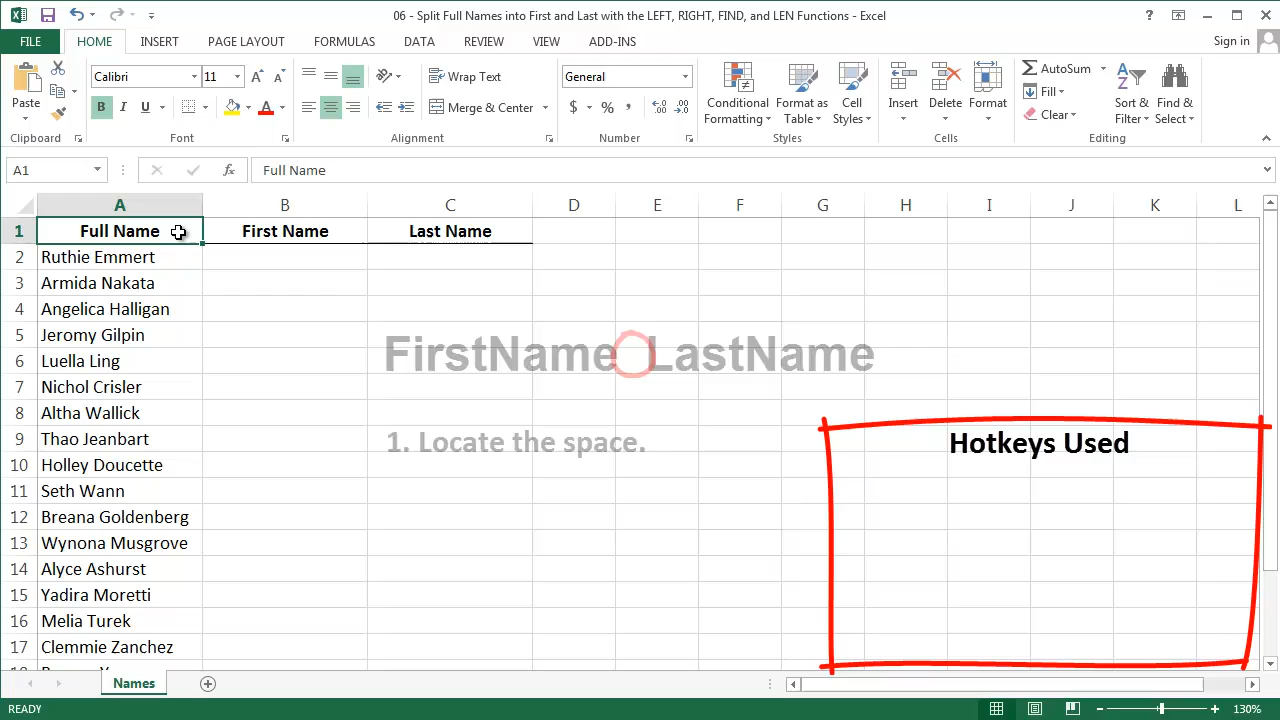 06 - Split Full Names into First and Last with the LEFT, RIGHT, FIND, and LEN Functions - Excel
FILE HOME INSERT PAGE LAYOUT FORMULAS DATA REVIEW VIEW ADD-INS Sign in
Calibri 11 Wrap Text General AutoSum
Paste B I U A Merge & Center $ % , Conditional Formatting Format as Table Cell Styles Insert Delete Format Fill Sort & Filter Find & Select
Clear
Clipboard Font Alignment Number Styles Cells Editing
A1 fx Full Name
A B C D E F G H I J K L
1 Full Name First Name Last Name
2 Ruthie Emmert
3 Armida Nakata
4 Angelica Halligan
5 Jeromy Gilpin
FirstName LastName
6 Luella Ling
7 Nichol Crisler
8 Altha Wallick
9 Thao Jeanbart
1. Locate the space.
Hotkeys Used
10 Holley Doucette
11 Seth Wann
12 Breana Goldenberg
13 Wynona Musgrove
14 Alyce Ashurst
15 Yadira Moretti
16 Melia Turek
17 Clemmie Zanchez
Names
READY 130%